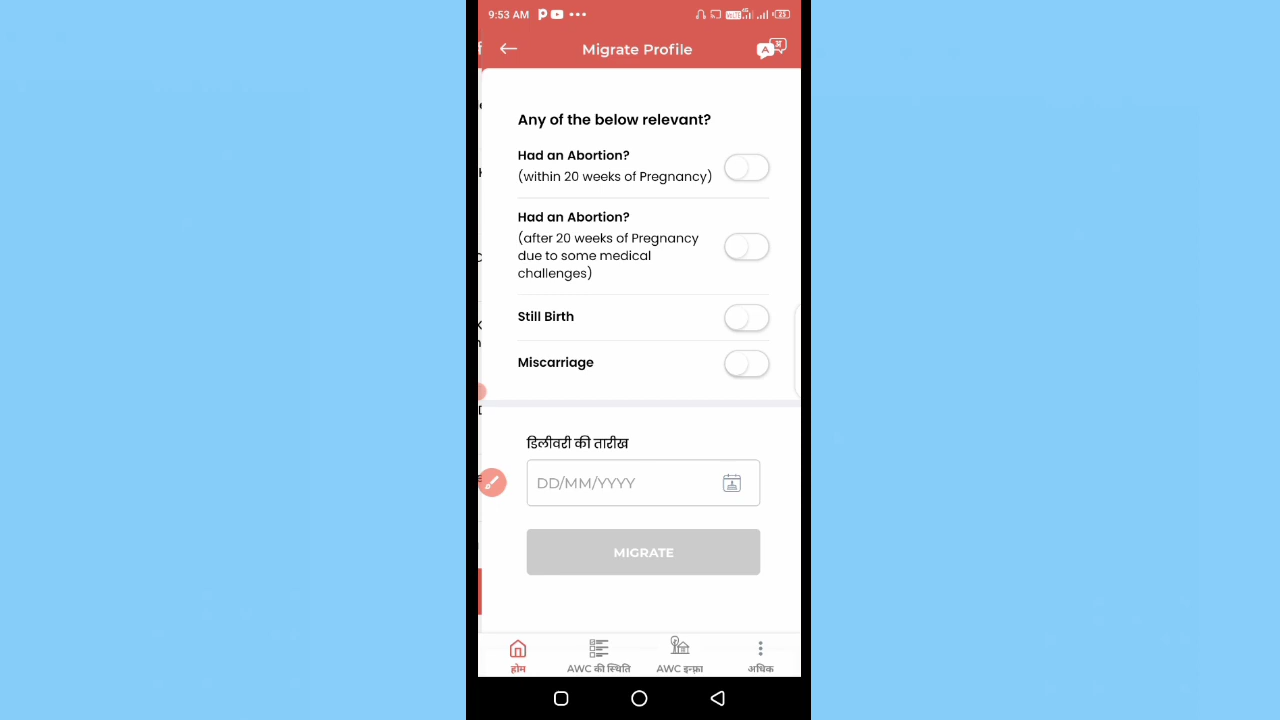 9:53 AM
Migrate Profile
Any of the below relevant?
Had an Abortion?
(within 20 weeks of Pregnancy)
Had an Abortion?
(after 20 weeks of Pregnancy
due to some medical
challenges)
Still Birth
Miscarriage
डिलीवरी की तारीख
DD/MM/YYYY
MIGRATE
होम
AWC की स्थिति
AWC इन्फ्रा
अधिक